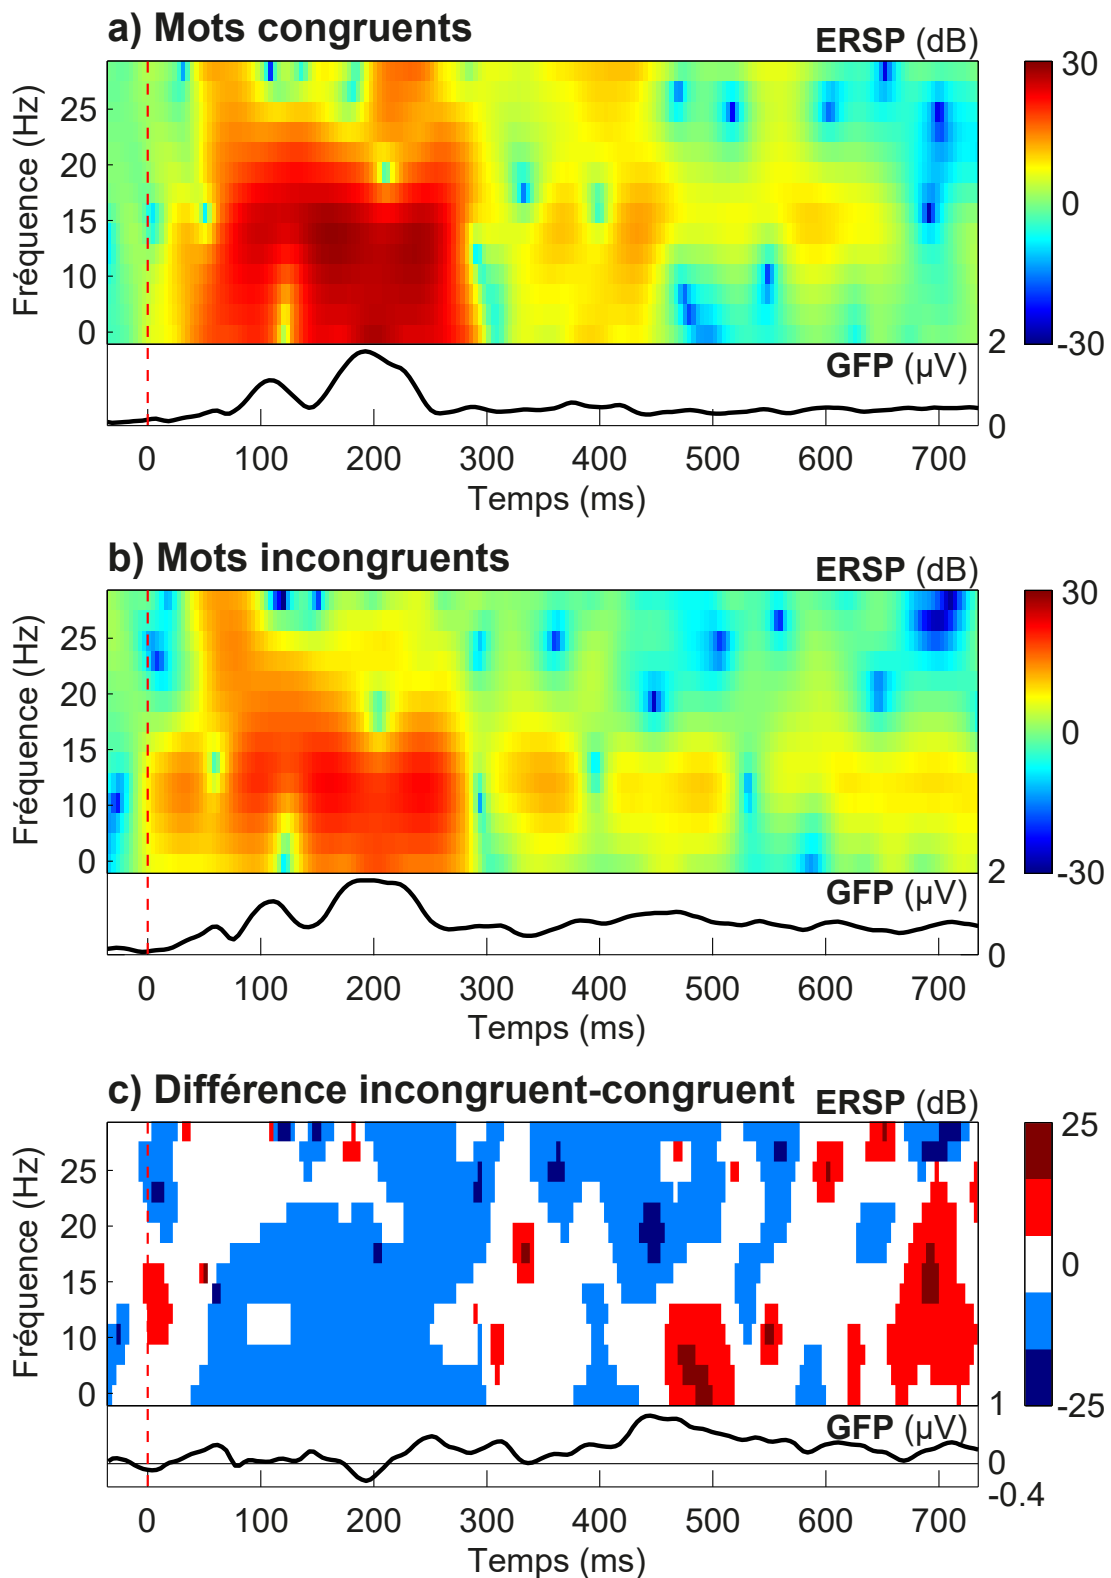 a) Mots congruents
ERSP (dB)
30
0
-30
Fréquence (Hz)
25
20
15
10
0
GFP (µV)
2
0
0 100 200 300 400 500 600 700
Temps (ms)
b) Mots incongruents
ERSP (dB)
30
0
-30
Fréquence (Hz)
25
20
15
10
0
GFP (µV)
2
0
0 100 200 300 400 500 600 700
Temps (ms)
c) Différence incongruent-congruent
ERSP (dB)
25
0
-25
Fréquence (Hz)
25
20
15
10
0
GFP (µV)
1
0
-0.4
0 100 200 300 400 500 600 700
Temps (ms)